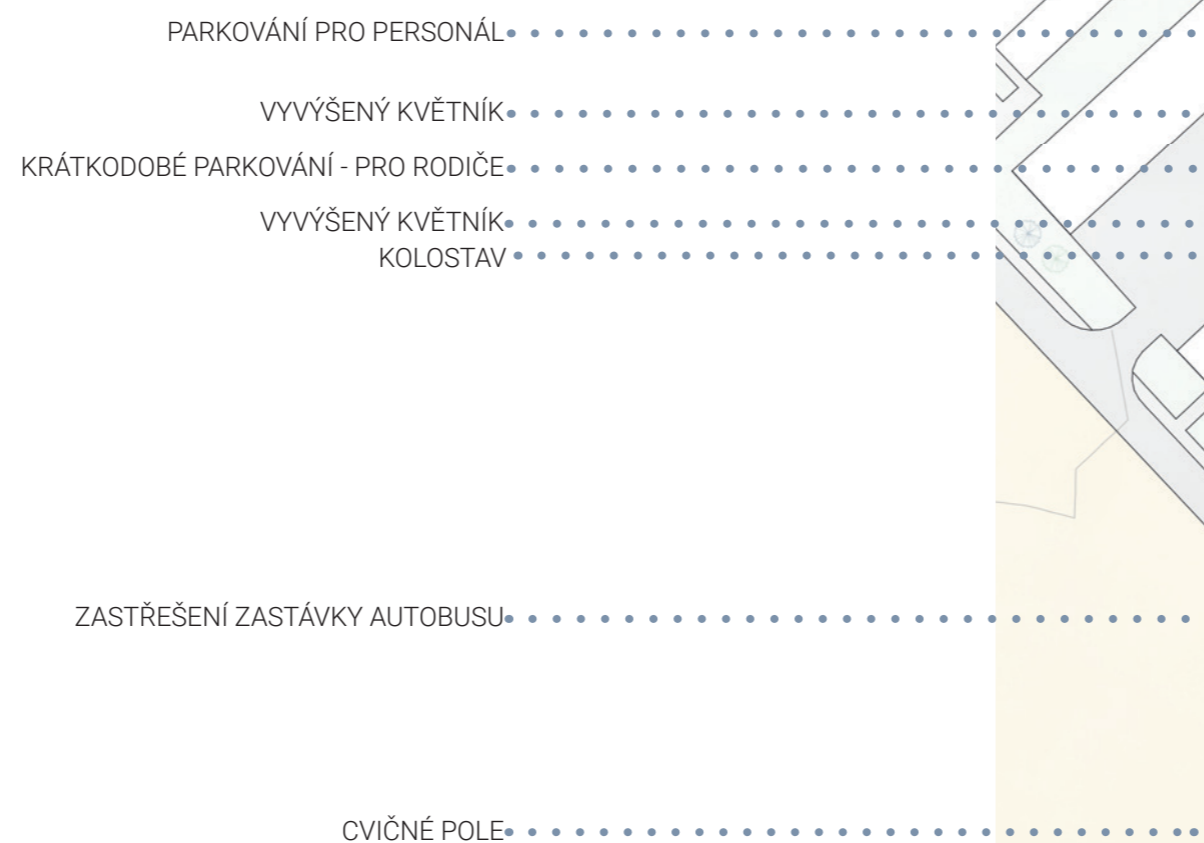 PARKOVÁNÍ PRO PERSONÁL
VYVÝŠENÝ KVĚTNÍK
KRÁTKODOBÉ PARKOVÁNÍ - PRO RODIČE
VYVÝŠENÝ KVĚTNÍK
KOLOSTAV
ZASTŘEŠENÍ ZASTÁVKY AUTOBUSU
CVIČNÉ POLE